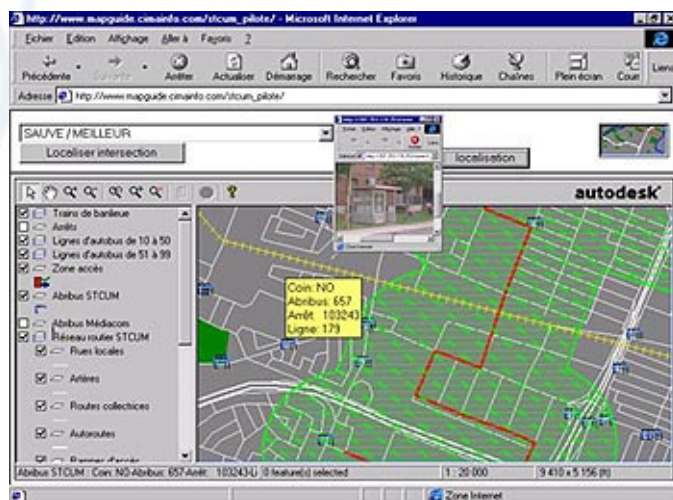 http://www.mapguide.cimainfo.com/stcum_pilote/ - Microsoft Internet Explorer
Fichier Edition Affichage Aller à Favoris ?
Précédente Suivante Arrêter Actualiser Démarrage Rechercher Favoris Historique Chaînes Plein écran Courr Liens
Adresse http://www.mapguide.cimainfo.com/stcum_pilote/
SAUVE / MEILLEUR
Localiser intersection
localisation
autodesk
Trains de banlieue
Arrêts
Lignes d'autobus de 10 à 50
Lignes d'autobus de 51 à 99
Zone accès
Abribus STCUM
Abribus Médiacom
Réseau routier STCUM
Rues locales
Artères
Routes collectrices
Autoroutes
Rampes d'accès
Coin: NO
Abribus: 657
Arrêt: 103243
Ligne: 179
Abribus STCUM : Coin: NO-Abribus: 657-Arrêt: 103243-Li 0 feature(s) selected 1 : 20 000 9 410 x 5 156 (ft)
Zone Internet